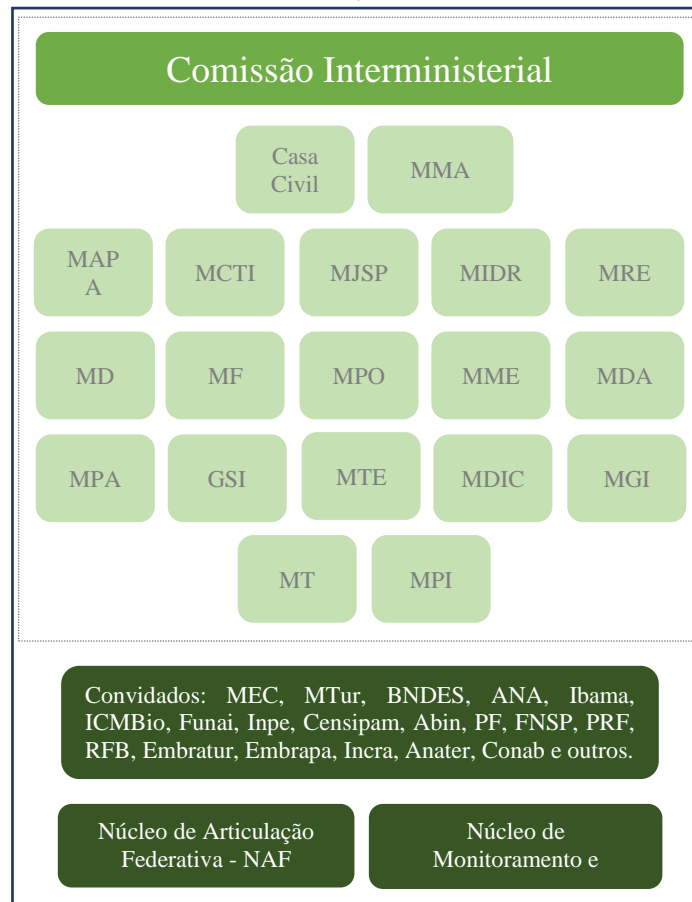 Comissão Interministerial
Casa
Civil
MMA
MAP
A
MCTI
MJSP
MIDR
MRE
MD
MF
MPO
MME
MDA
MPA
GSI
MTE
MDIC
MGI
MT
MPI
Convidados: MEC, MTur, BNDES, ANA, Ibama,
ICMBio, Funai, Inpe, Censipam, Abin, PF, FNSP, PRF,
RFB, Embratur, Embrapa, Incra, Anater, Conab e outros.
Núcleo de Articulação
Federativa - NAF
Núcleo de
Monitoramento e